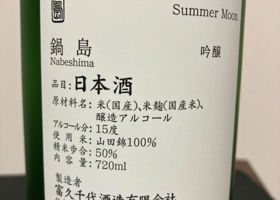 Summer Moon
鍋島
Nabeshima
吟醸
品目:日本酒
原材料名:米(国産)、米麹(国産米)、
醸造アルコール
アルコール分:15度
使用米:山田錦100%
精米歩合:50%
内容量:720ml
製造者
富久千代酒造有限会社